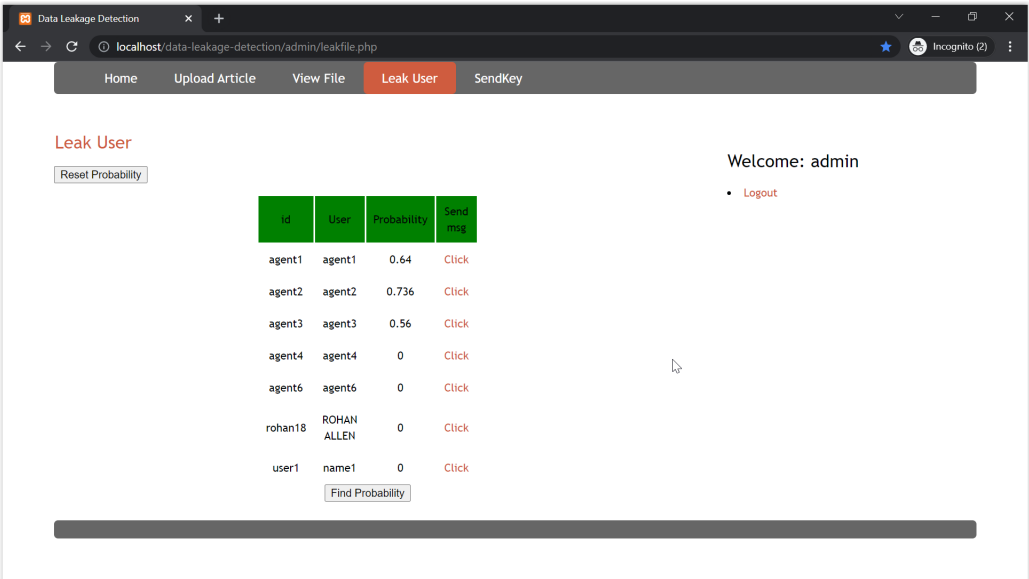 Data Leakage Detection
localhost/data-leakage-detection/admin/leakfile.php
Incognito (2)
Home Upload Article View File Leak User SendKey
Leak User
Reset Probability
Welcome: admin
Logout
id User Probability Send
msg
agent1 agent1 0.64 Click
agent2 agent2 0.736 Click
agent3 agent3 0.56 Click
agent4 agent4 0 Click
agent6 agent6 0 Click
rohan18 ROHAN
ALLEN 0 Click
user1 name1 0 Click
Find Probability